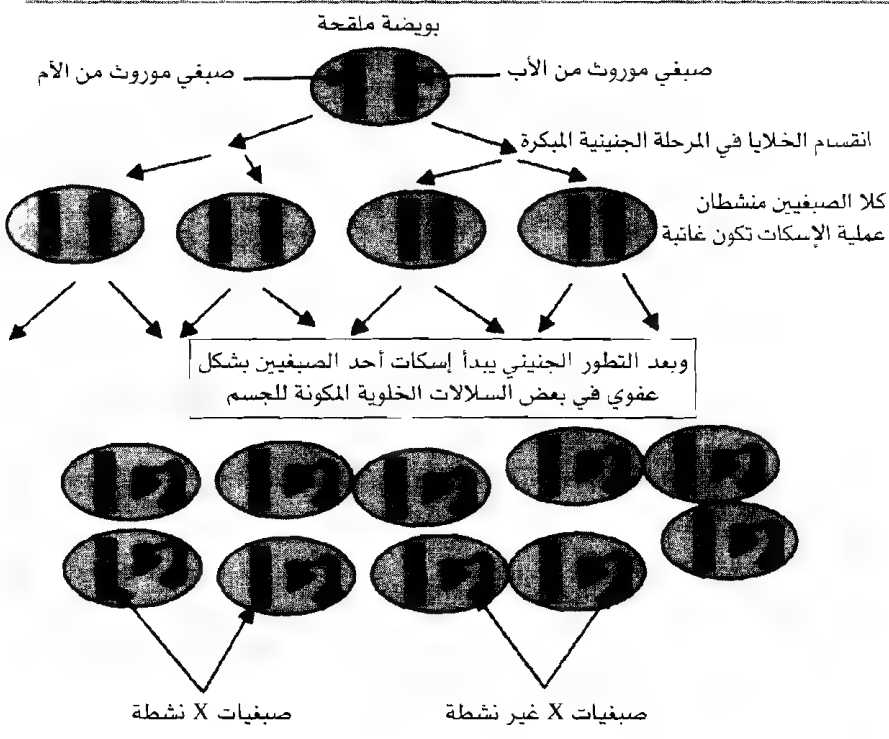 بويضة ملقحة
صبغي موروث من الأب
صبغي موروث من الأم
انقسام الخلايا في المرحلة الجنينية المبكرة
كلا الصبغيين منشطان
عملية الإسكات تكون غائبة
وبعد التطور الجنيني يبدأ إسكات أحد الصبغيين بشكل
عفوي في بعض السلالات الخلوية المكونة للجسم
صبغيات X غير نشطة
صبغيات X نشطة